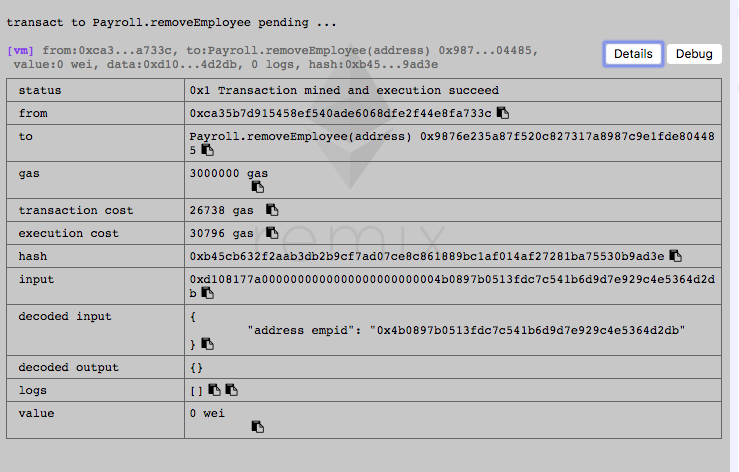 transact to Payroll.removeEmployee pending ...
[vm] from:0xca3...a733c, to:Payroll.removeEmployee(address) 0x987...04485,
value:0 wei, data:0xd10...4d2db, 0 logs, hash:0xb45...9ad3e
Details
Debug
status
0x1 Transaction mined and execution succeed
from
0xca35b7d915458ef540ade6068dfe2f44e8fa733c
to
Payroll.removeEmployee(address) 0x9876e235a87f520c827317a8987c9e1fde80448
5
gas
3000000 gas
transaction cost
26738 gas
execution cost
30796 gas
hash
0xb45cb632f2aab3db2b9cf7ad07ce8c861889bc1af014af27281ba75530b9ad3e
input
0xd108177a0000000000000000000000004b0897b0513fdc7c541b6d9d7e929c4e5364d2d
b
decoded input
{
"address empid": "0x4b0897b0513fdc7c541b6d9d7e929c4e5364d2db"
}
decoded output
{}
logs
[]
value
0 wei
remix